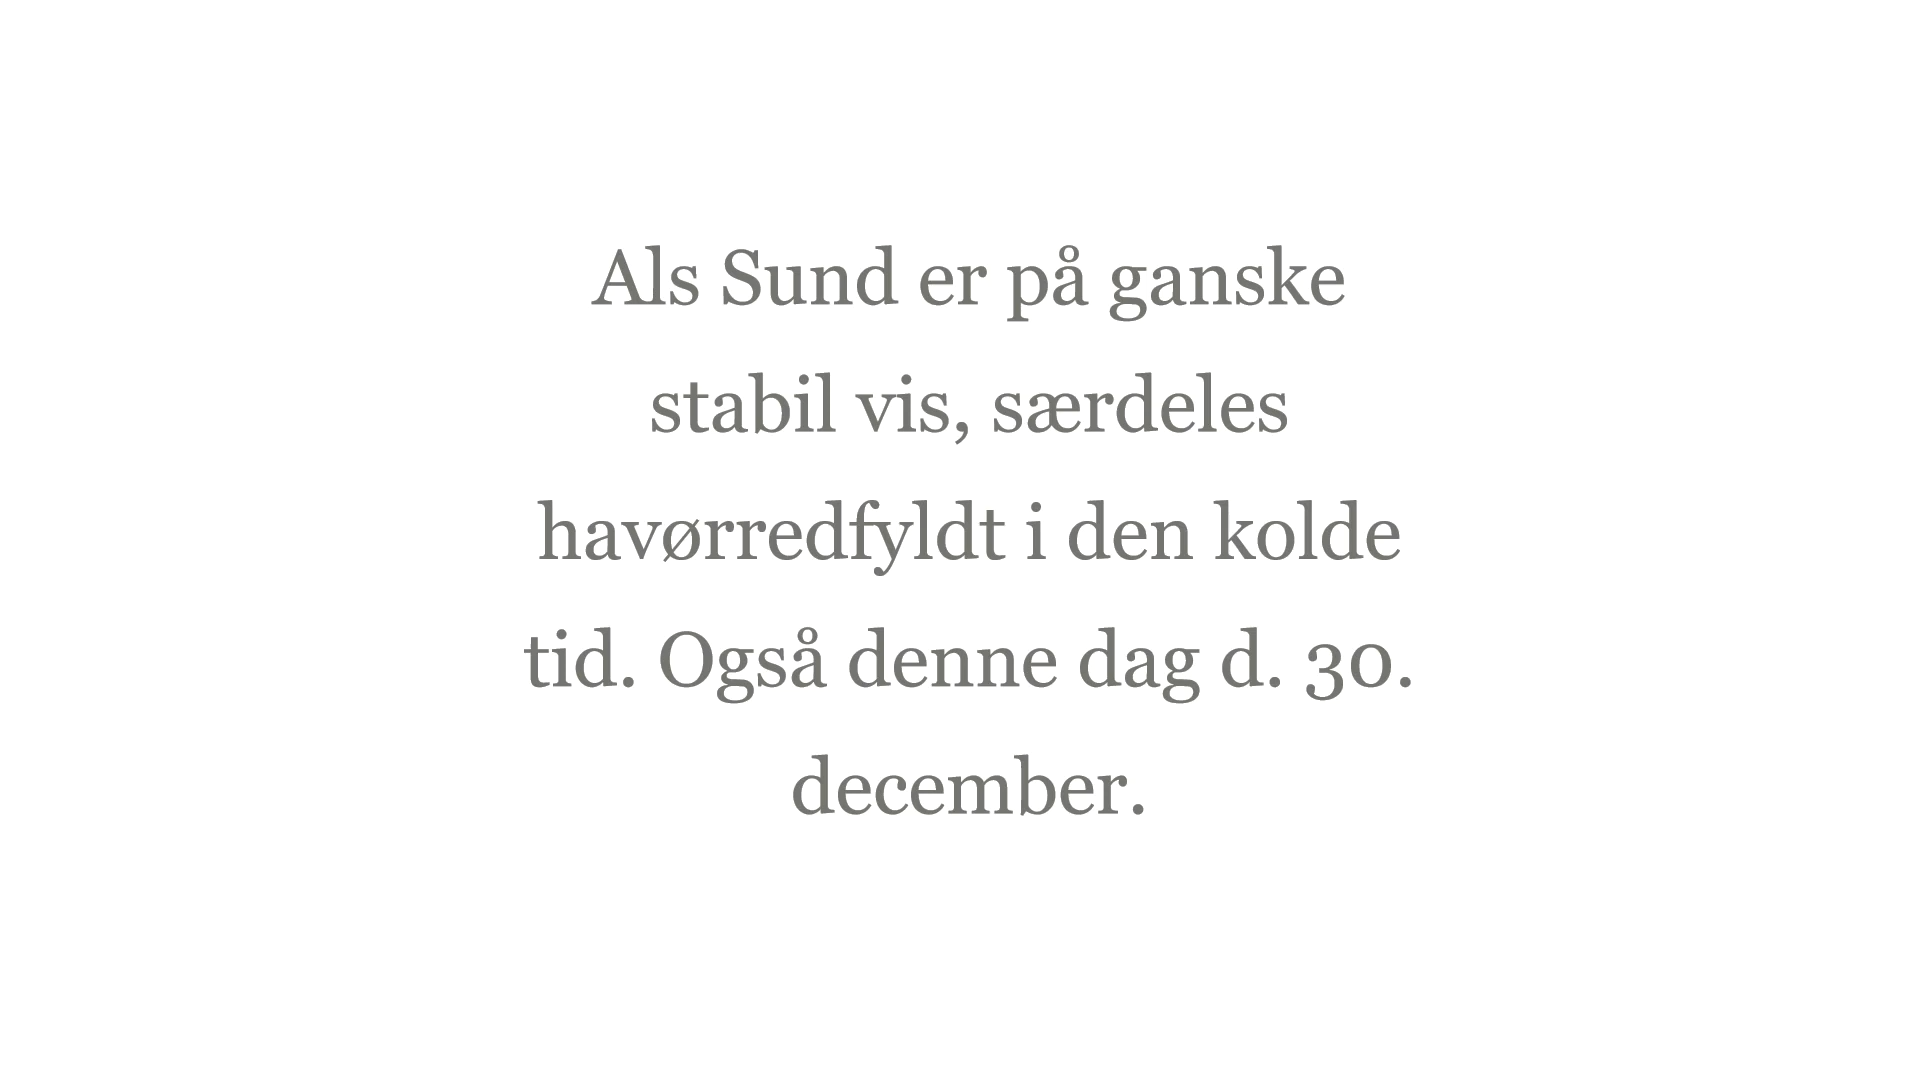 Als Sund er på ganske
stabil vis, særdeles
havørredfyldt i den kolde
tid. Også denne dag d. 30.
december.